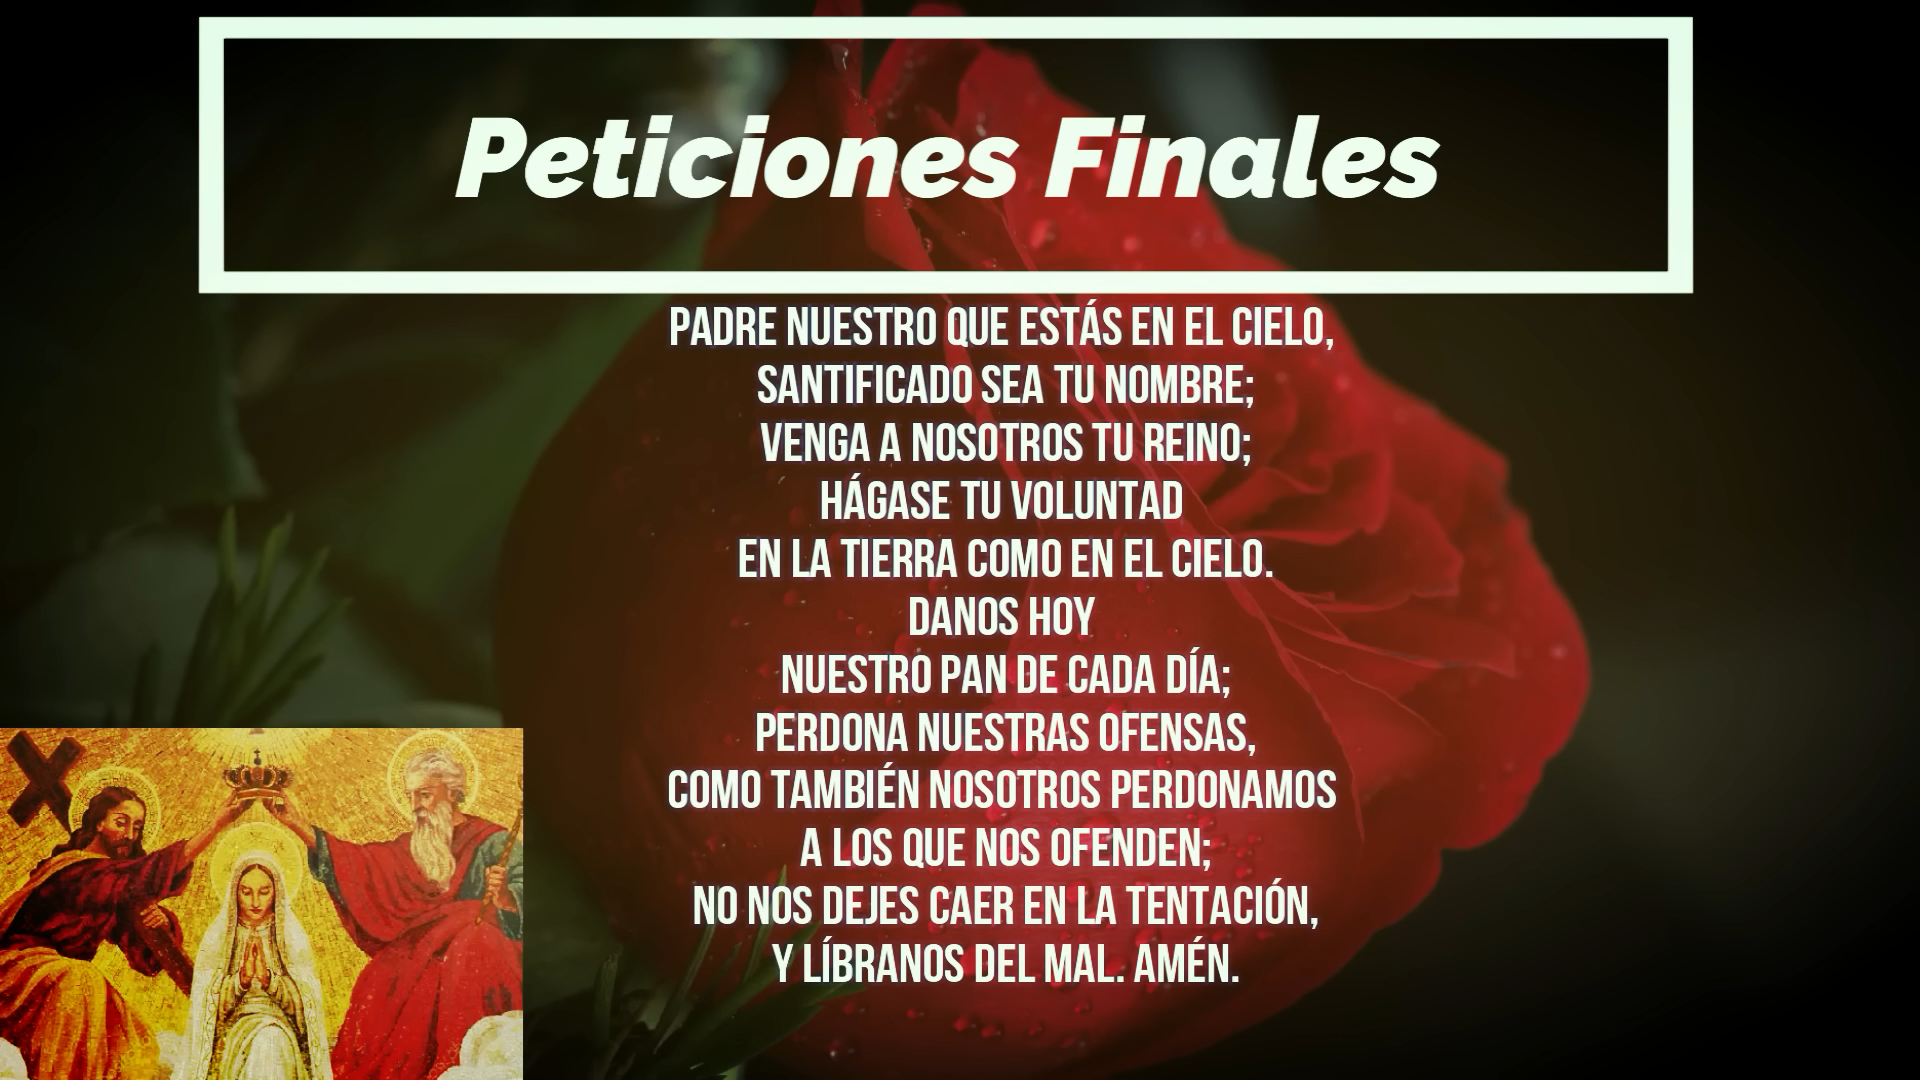 Peticiones Finales
PADRE NUESTRO QUE ESTÁS EN EL CIELO,
SANTIFICADO SEA TU NOMBRE;
VENGA A NOSOTROS TU REINO;
HÁGASE TU VOLUNTAD
EN LA TIERRA COMO EN EL CIELO.
DANOS HOY
NUESTRO PAN DE CADA DÍA;
PERDONA NUESTRAS OFENSAS,
COMO TAMBIÉN NOSOTROS PERDONAMOS
A LOS QUE NOS OFENDEN;
NO NOS DEJES CAER EN LA TENTACIÓN,
Y LÍBRANOS DEL MAL. AMÉN.